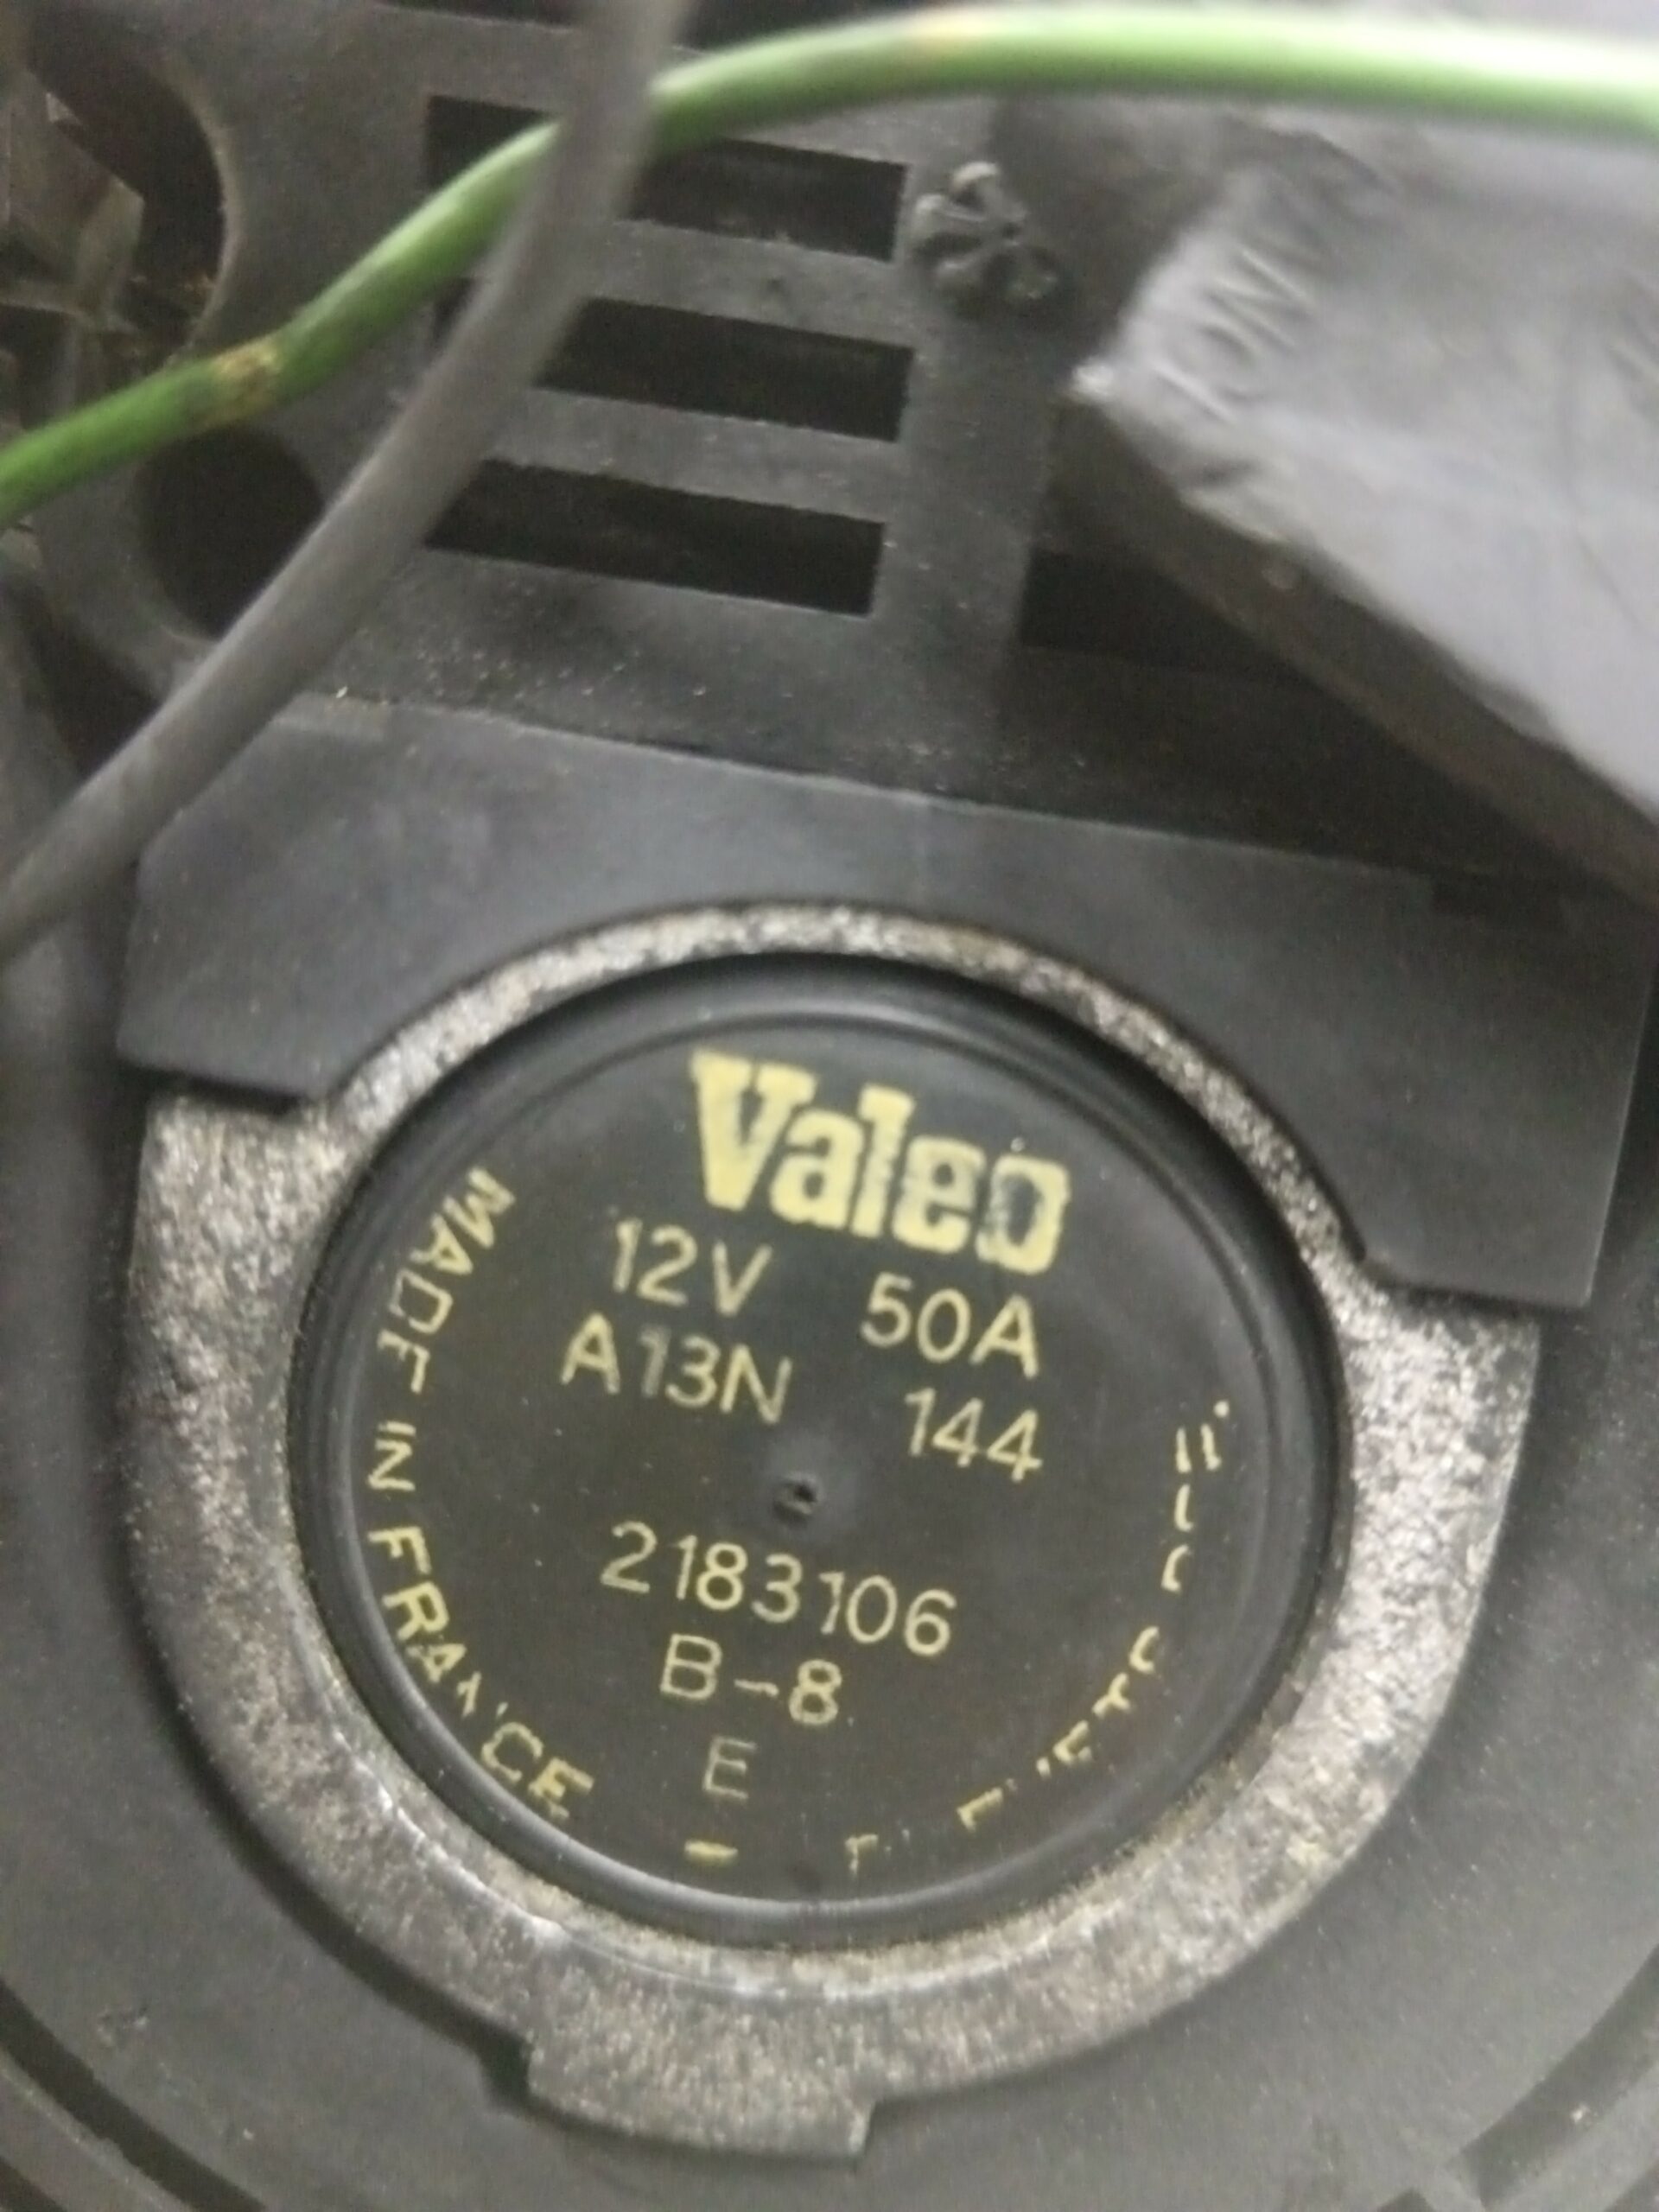 Valeo
12V 50A
A13N 144
2183106
B-8
E
MADE IN FRANCE